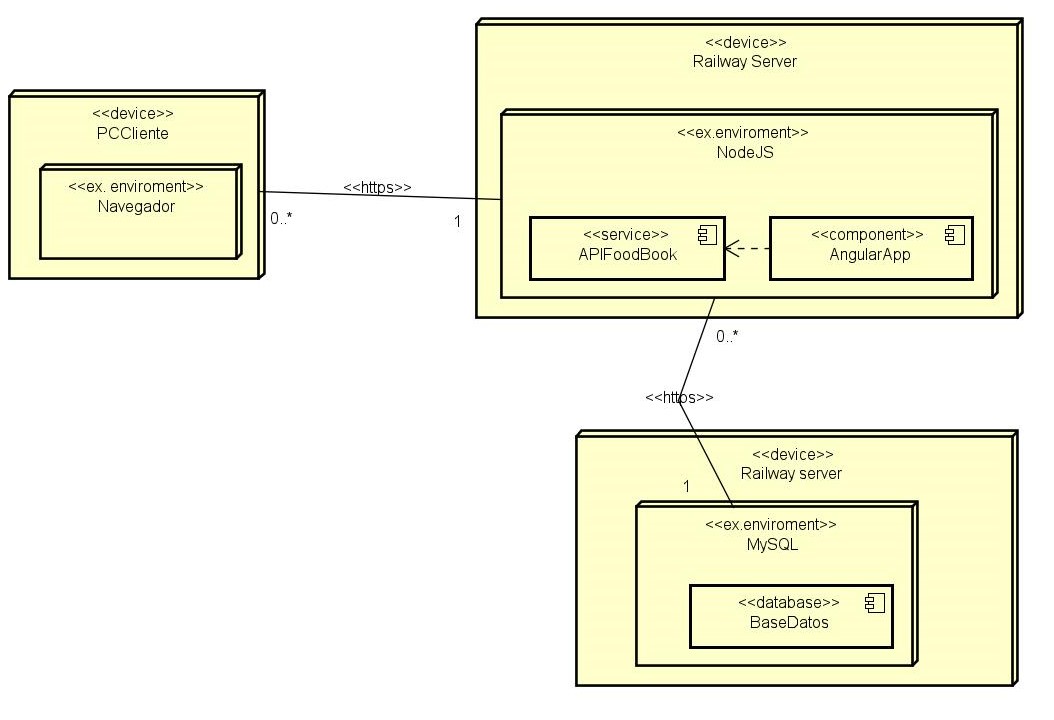 <<device>>
PCCliente
<<ex. enviroment>>
Navegador
<<https>>
0..*
1
<<device>>
Railway Server
<<ex.enviroment>>
NodeJS
<<service>>
APIFoodBook
<<component>>
AngularApp
0..*
<<https>>
1
<<device>>
Railway server
<<ex.enviroment>>
MySQL
<<database>>
BaseDatos